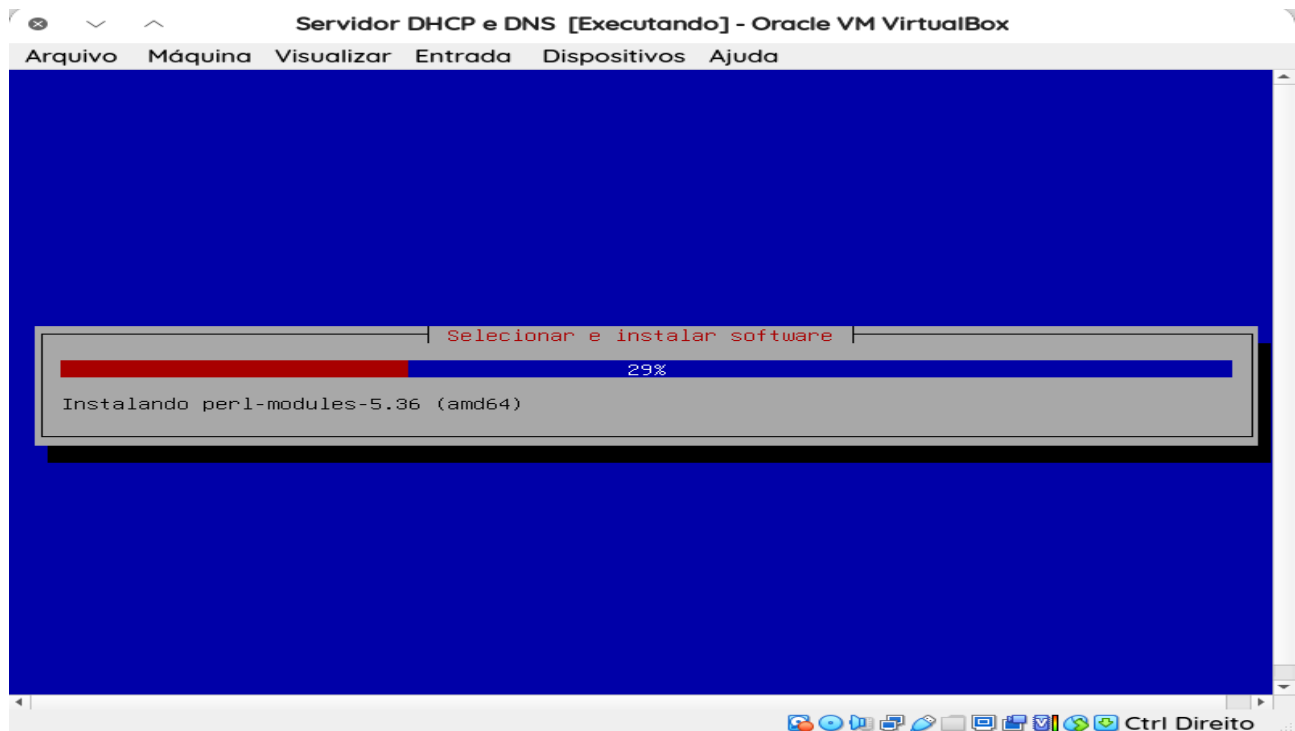 Servidor DHCP e DNS [Executando] - Oracle VM VirtualBox
Arquivo Máquina Visualizar Entrada Dispositivos Ajuda
Selecionar e instalar software
29%
Instalando perl-modules-5.36 (amd64)
Ctrl Direito